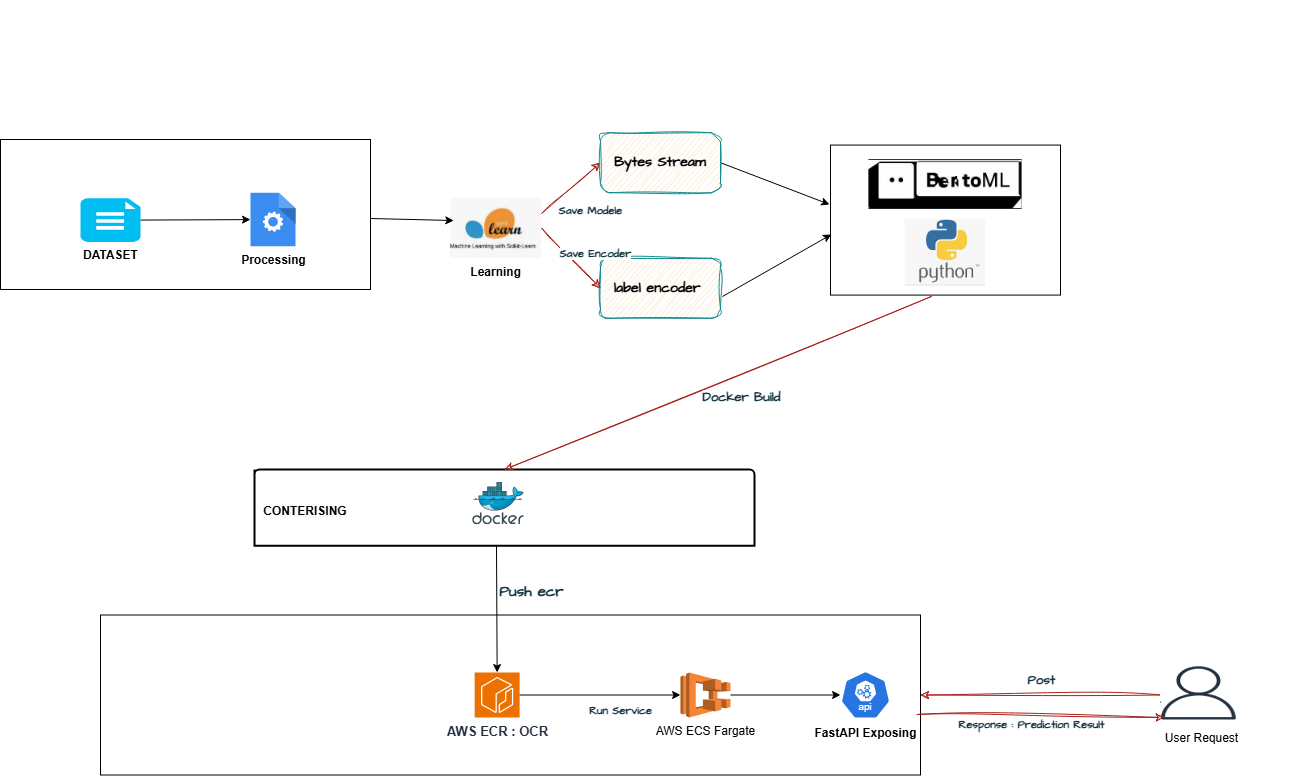 DATASET
Processing
learn
Machine Learning with Scikit-Learn
Learning
Save Modele
Save Encoder
Bytes Stream
label encoder
BentoML
python
Docker Build
CONTERISING
docker
Push ecr
AWS ECR : OCR
Run Service
AWS ECS Fargate
api
FastAPI Exposing
Post
Response : Prediction Result
User Request